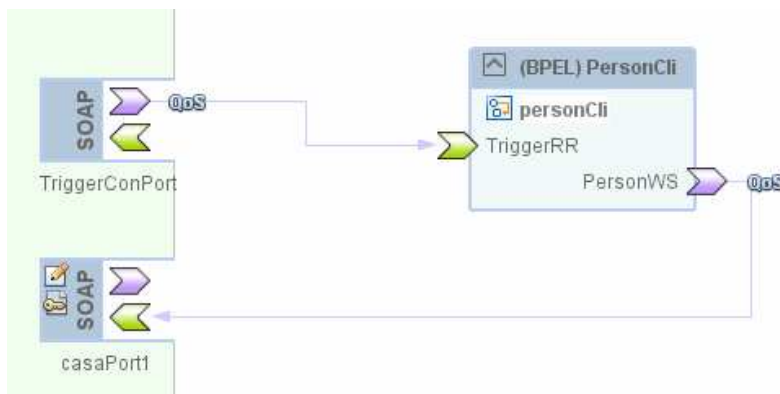 (BPEL) PersonCli
SOAP
QoS
personCli
TriggerRR
TriggerConPort
PersonWS
QoS
SOAP
casaPort1